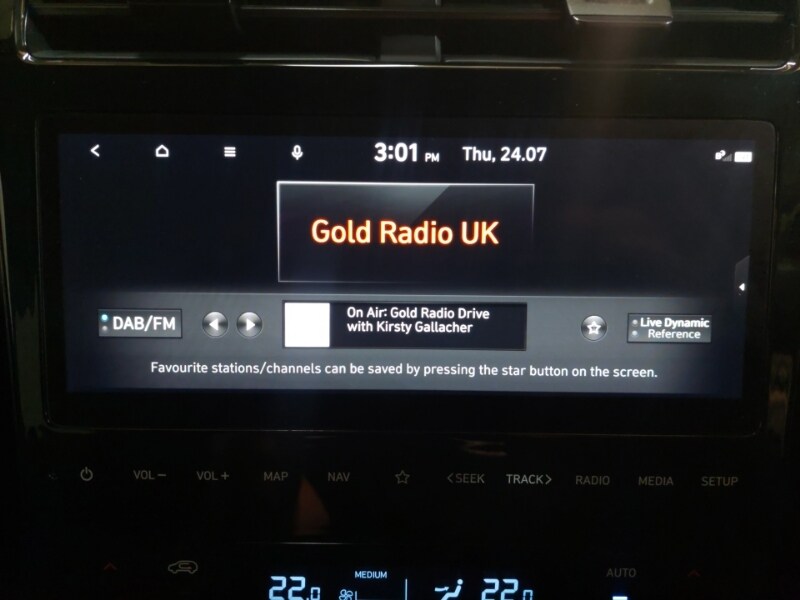 3:01 PM Thu, 24.07
Gold Radio UK
DAB/FM
On Air: Gold Radio Drive
with Kirsty Gallacher
Live Dynamic
Reference
Favourite stations/channels can be saved by pressing the star button on the screen.
VOL− VOL+ MAP NAV <SEEK TRACK> RADIO MEDIA SETUP
MEDIUM
AUTO
22.0 22.0